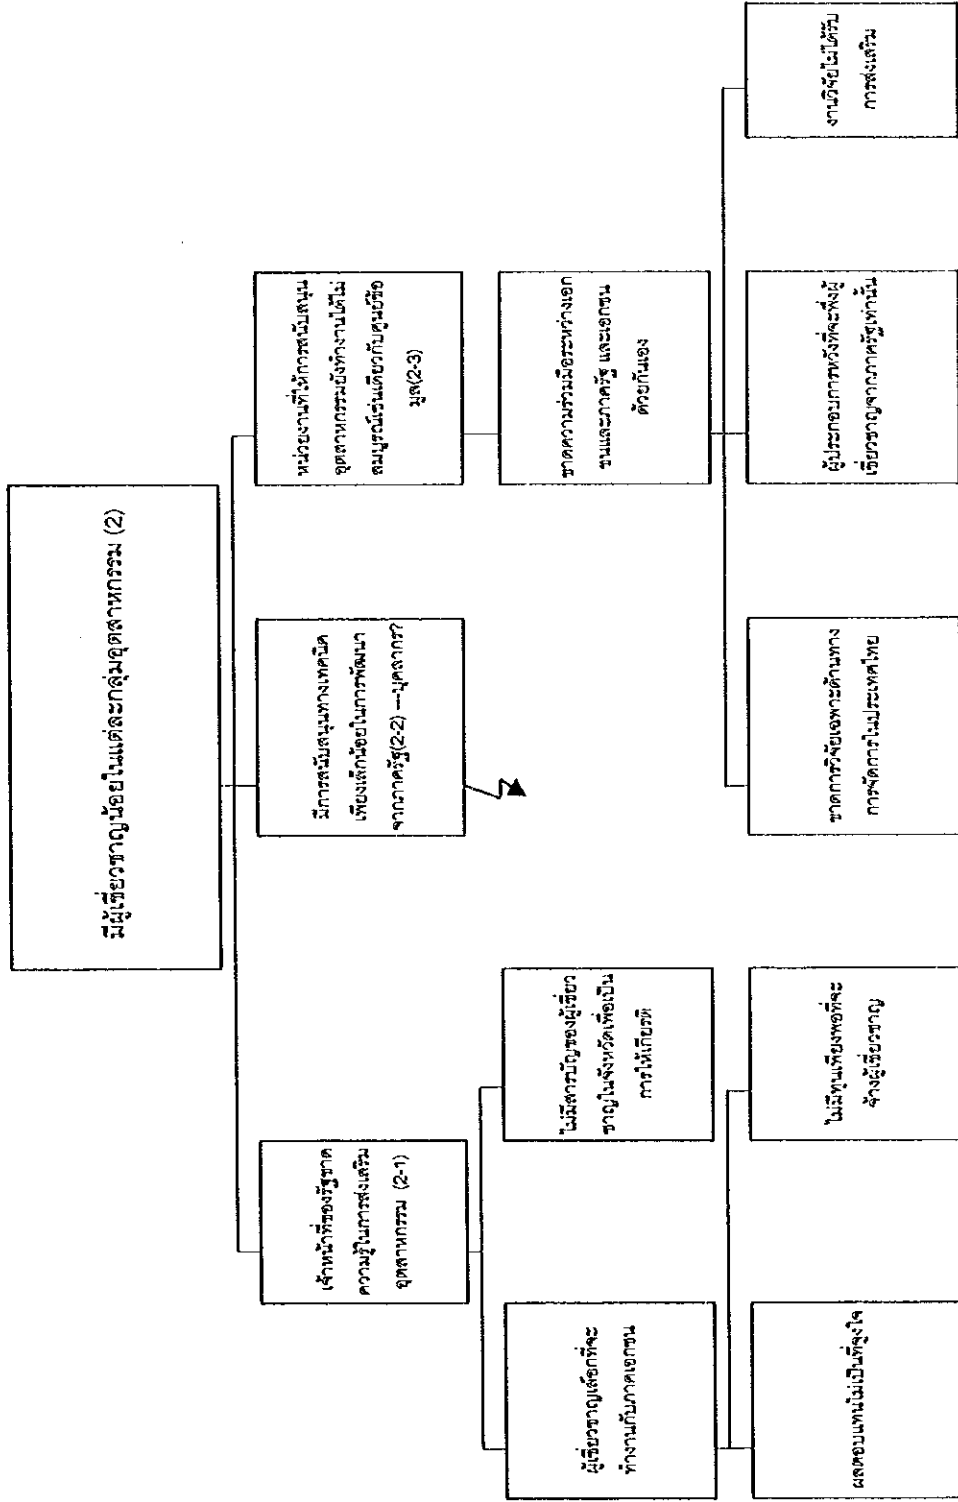 มีผู้เชี่ยวชาญน้อยในแต่ละกลุ่มอุตสาหกรรม (2)
เจ้าหน้าที่ของรัฐขาด
ความรู้ในการส่งเสริม
อุตสาหกรรม (2-1)
มีการสนับสนุนทางเทคนิค
เพียงเล็กน้อยในการพัฒนา
จากภาครัฐ(2-2) ---บุคลากร?
หน่วยงานที่ให้การสนับสนุน
อุตสาหกรรมยังทำงานได้ไม่
สมบูรณ์เช่นเดียวกับศูนย์ข้อ
มูล(2-3)
ผู้เชี่ยวชาญเลือกที่จะ
ทำงานกับภาคเอกชน
ไม่มีสารบัญของผู้เชี่ยว
ชาญในจังหวัดเพื่อเป็น
การให้เกียรติ
ขาดความร่วมมือระหว่างเอก
ชนและภาครัฐ และเอกชน
ด้วยกันเอง
ผลตอบแทนไม่เป็นที่จูงใจ
ไม่มีทุนเพียงพอที่จะ
จ้างผู้เชี่ยวชาญ
ขาดการวิจัยเฉพาะด้านทาง
การจัดการในประเทศไทย
ผู้ประกอบการหวังที่จะพึ่งผู้
เชี่ยวชาญจากภาครัฐเท่านั้น
งานวิจัยไม่ได้รับ
การส่งเสริม